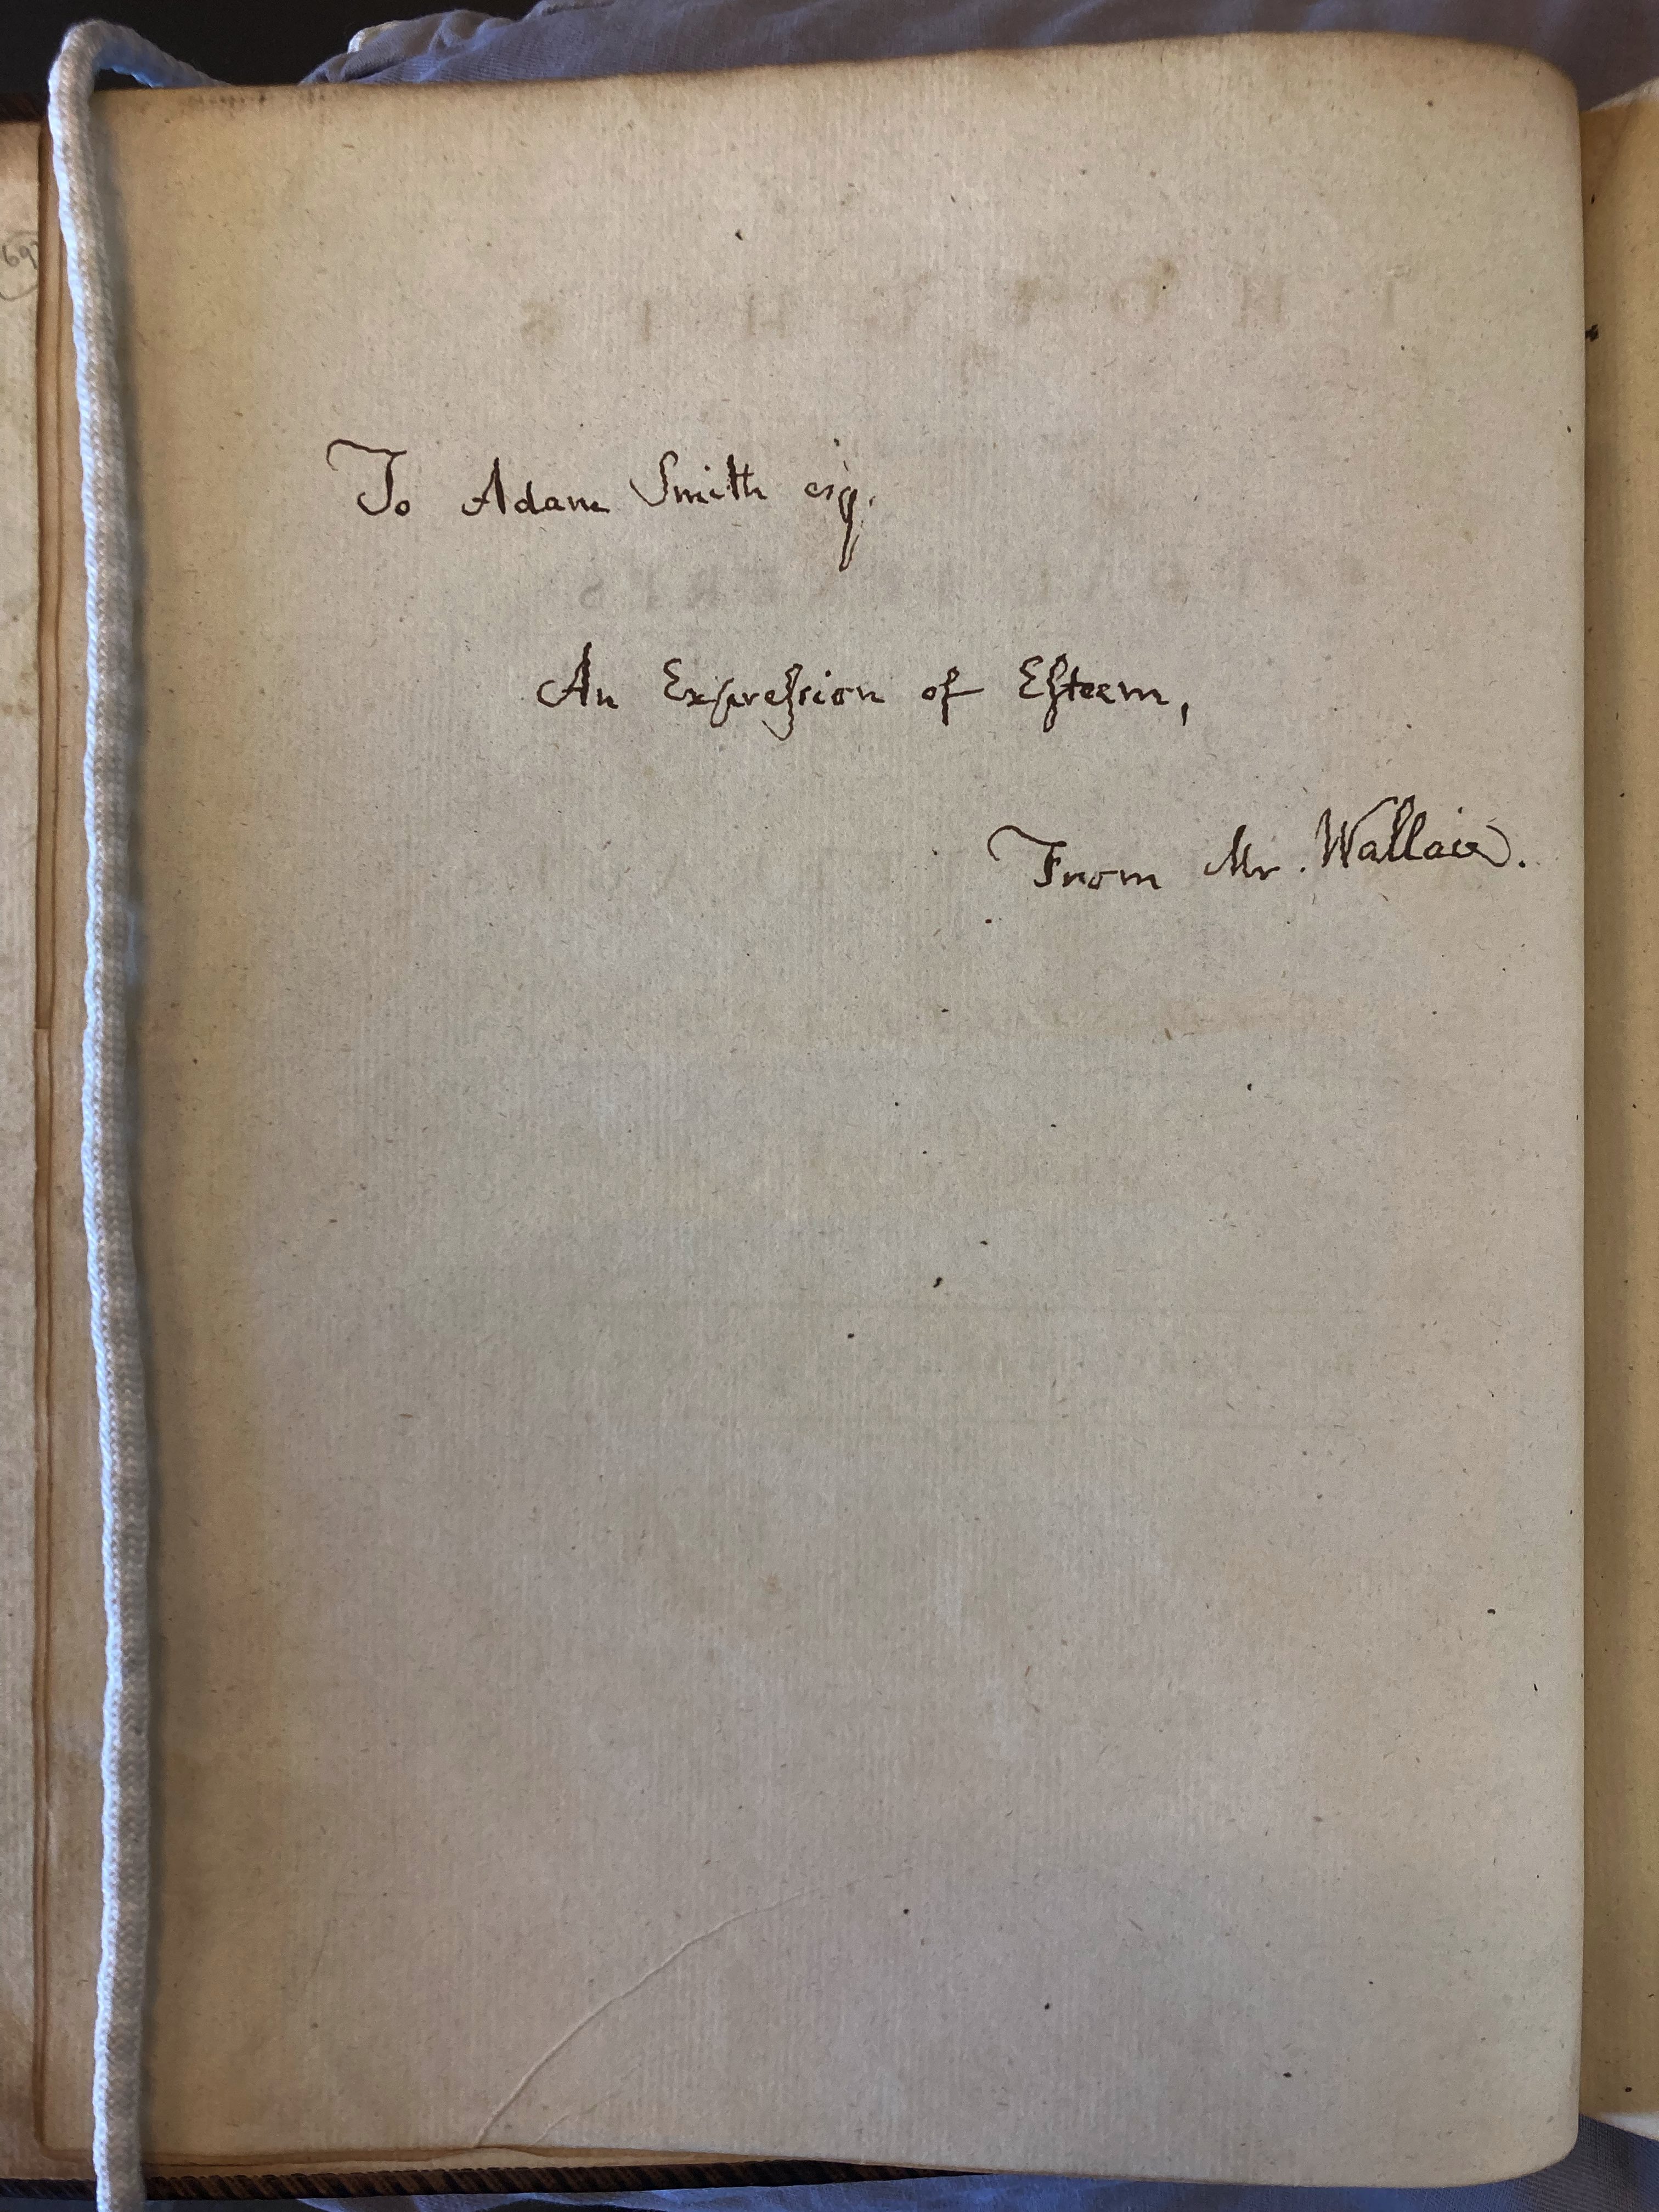 To Adam Smith esq.
An Expreſsion of Eſteem,
From Mr. Wallace.